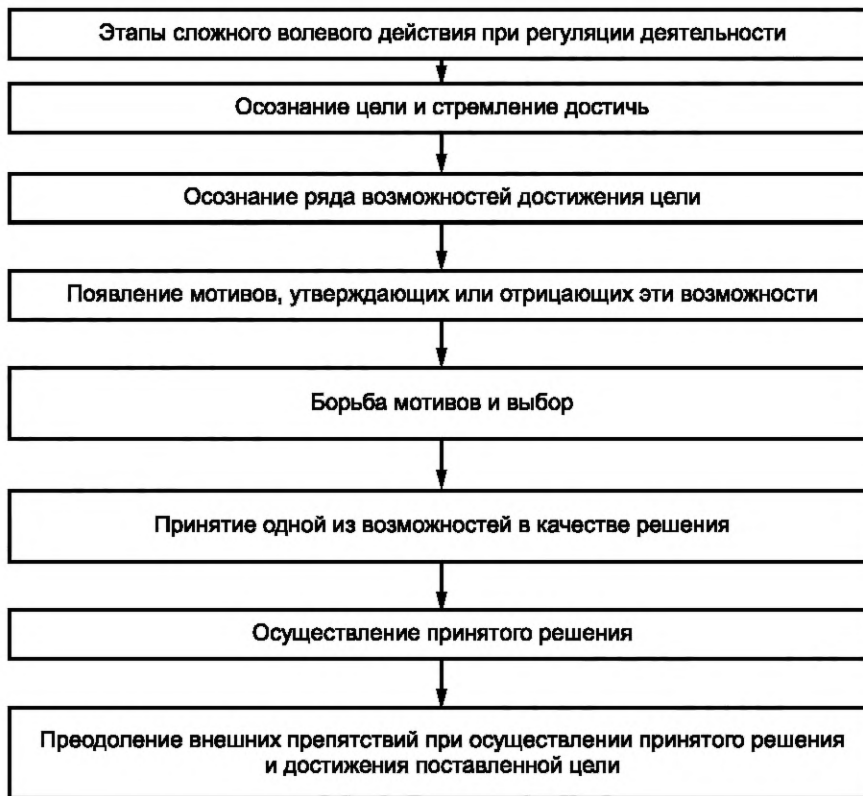 Этапы сложного волевого действия при регуляции деятельности
Осознание цели и стремление достичь
Осознание ряда возможностей достижения цели
Появление мотивов, утверждающих или отрицающих эти возможности
Борьба мотивов и выбор
Принятие одной из возможностей в качестве решения
Осуществление принятого решения
Преодоление внешних препятствий при осуществлении принятого решения
и достижения поставленной цели